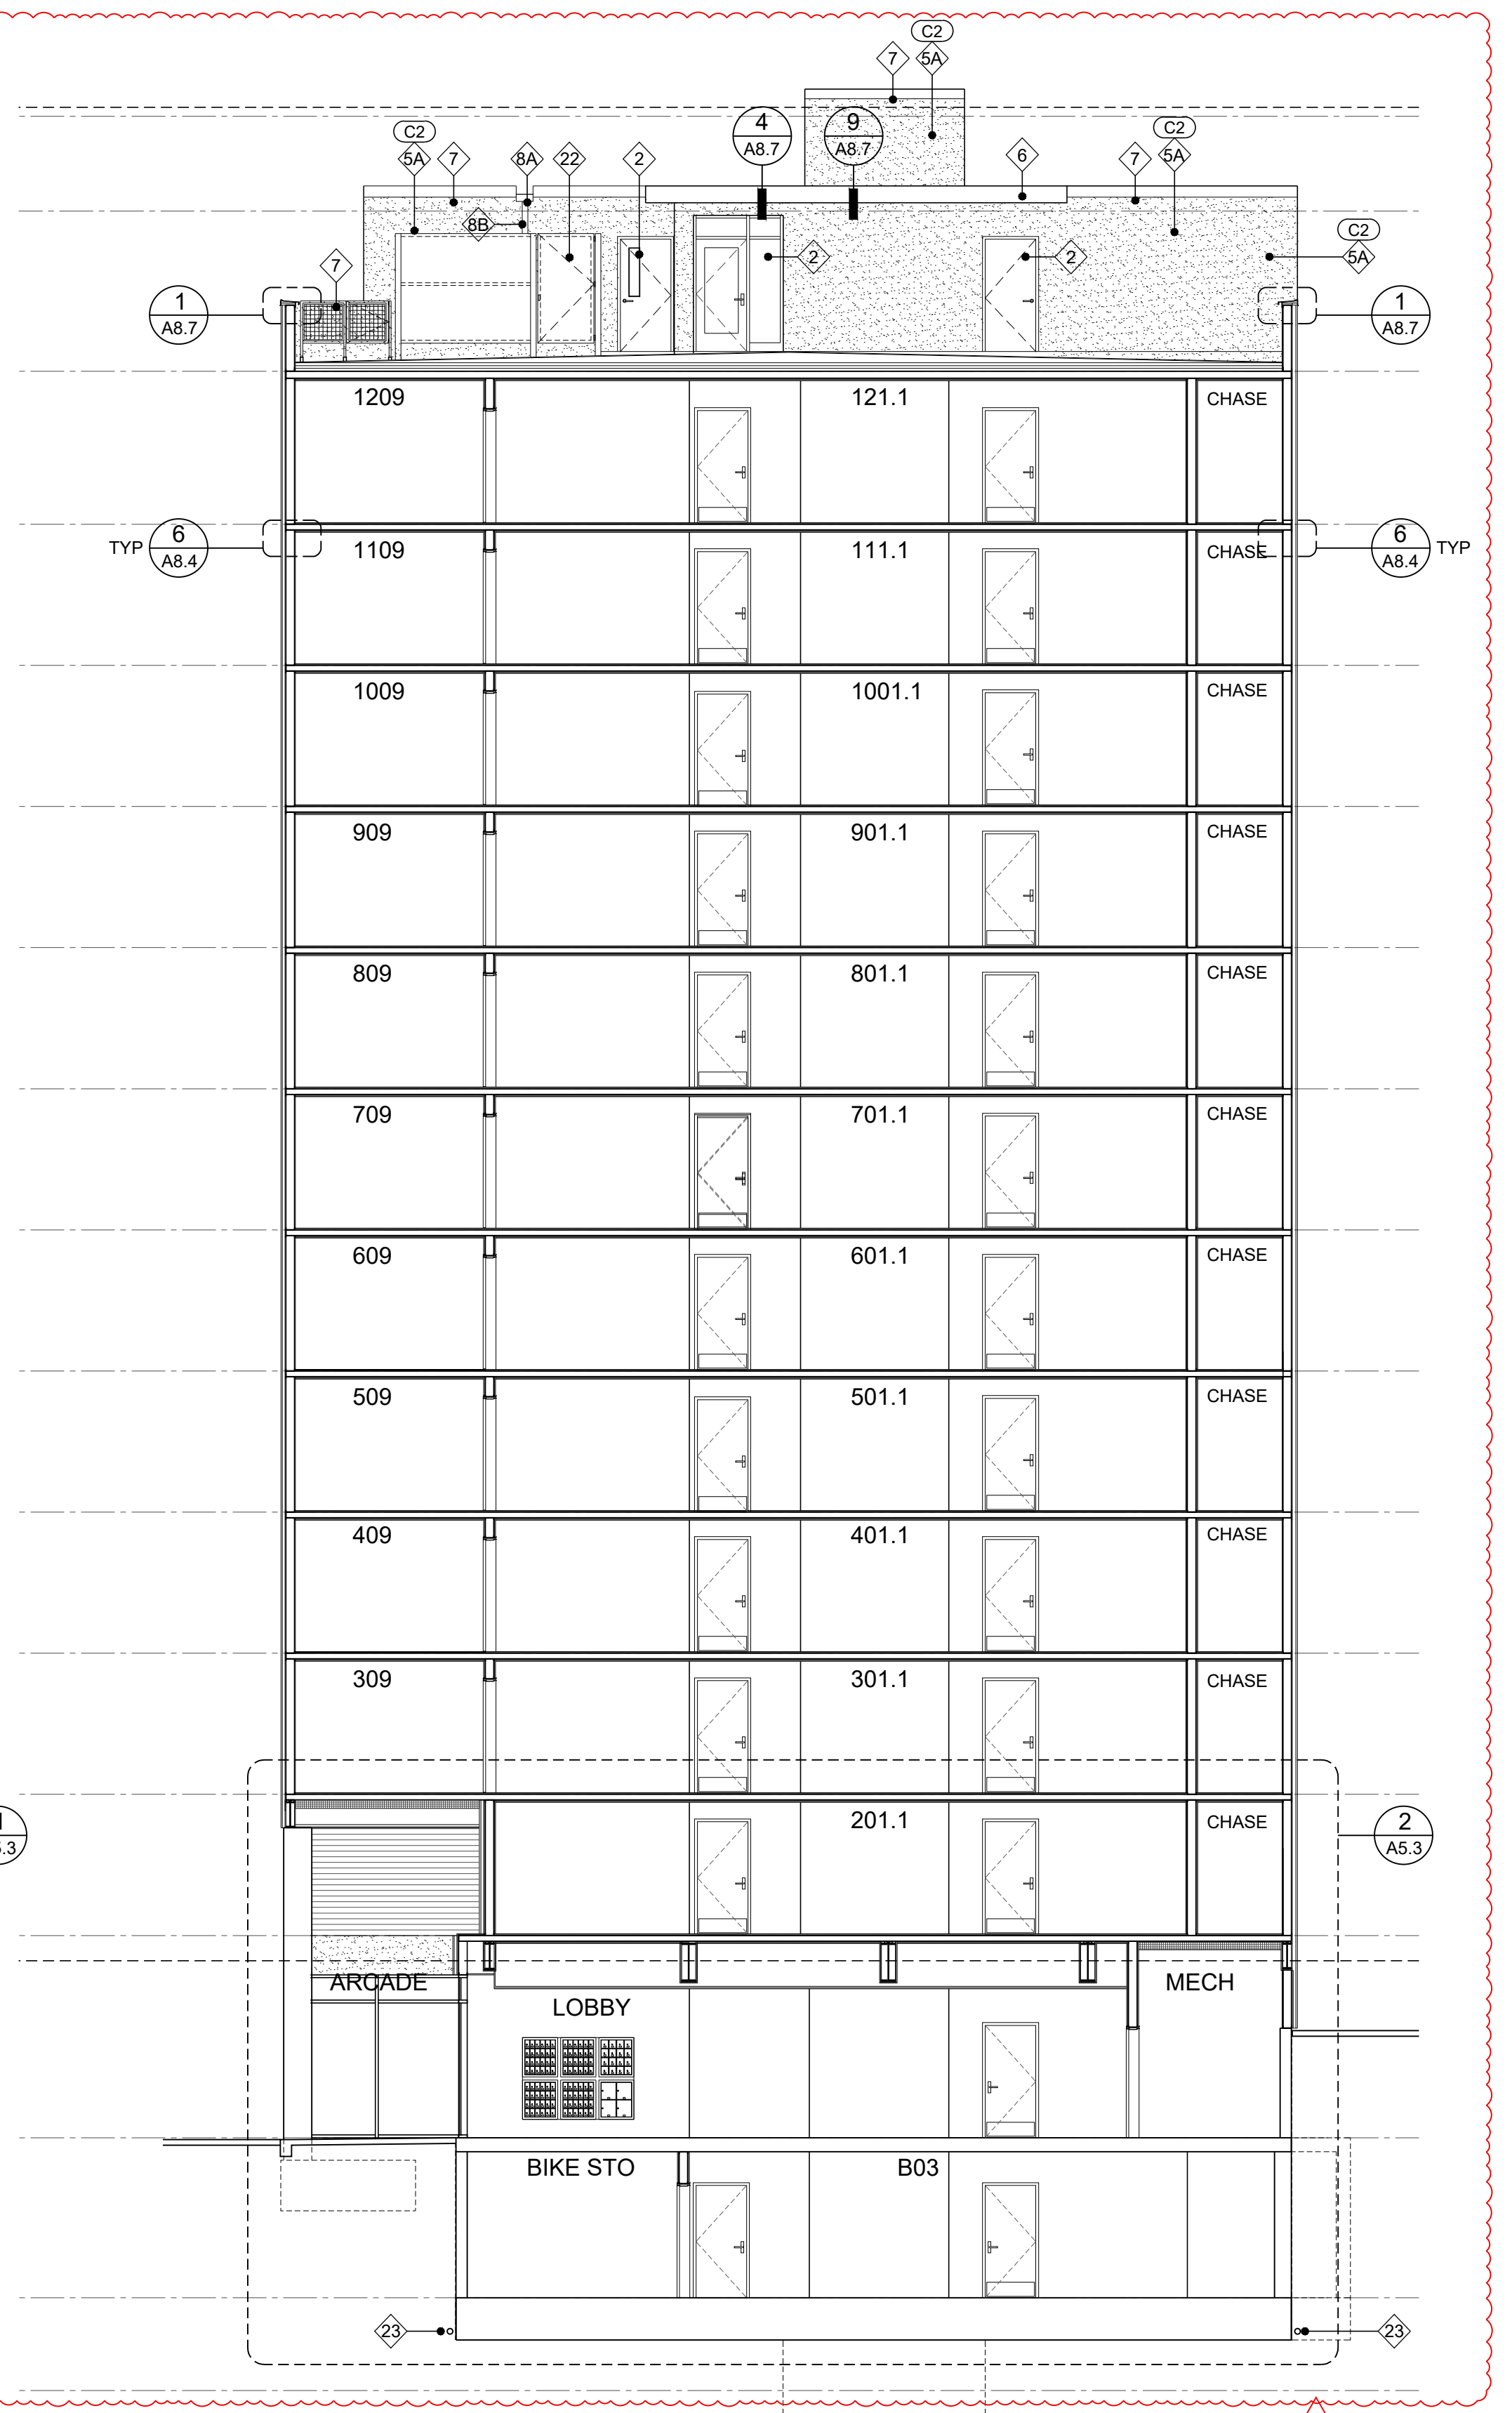 C2
7
5A
4
A8.7
9
A8.7
C2
5A
7
8A
22
2
6
7
C2
5A
8B
C2
5A
2
2
7
1
A8.7
1
A8.7
1209
121.1
CHASE
TYP
6
A8.4
6
A8.4
TYP
1109
111.1
CHASE
1009
1001.1
CHASE
909
901.1
CHASE
809
801.1
CHASE
709
701.1
CHASE
609
601.1
CHASE
509
501.1
CHASE
409
401.1
CHASE
309
301.1
CHASE
201.1
CHASE
2
A5.3
ARCADE
LOBBY
MECH
BIKE STO
B03
23
23